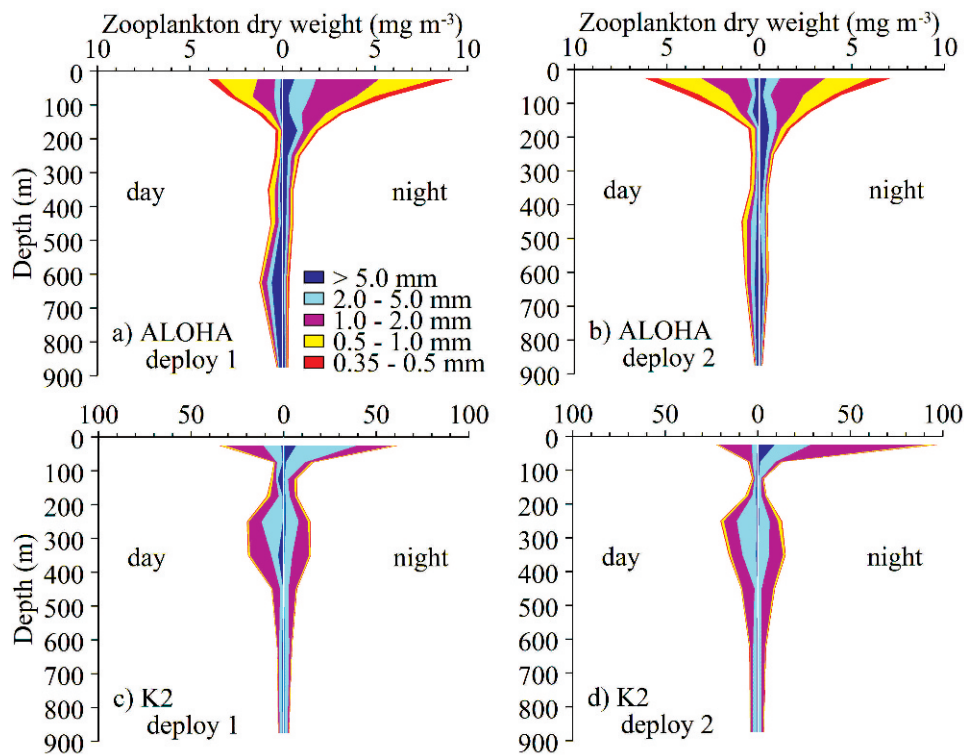 Zooplankton dry weight (mg m-3)
Zooplankton dry weight (mg m-3)
10 5 0 5 10
10 5 0 5 10
0
100
200
300
400
500
600
700
800
900
Depth (m)
day
night
> 5.0 mm
2.0 - 5.0 mm
1.0 - 2.0 mm
0.5 - 1.0 mm
0.35 - 0.5 mm
a) ALOHA
deploy 1
0
100
200
300
400
500
600
700
800
900
day
night
b) ALOHA
deploy 2
100 50 0 50 100
100 50 0 50 100
0
100
200
300
400
500
600
700
800
900
Depth (m)
day
night
c) K2
deploy 1
0
100
200
300
400
500
600
700
800
900
day
night
d) K2
deploy 2